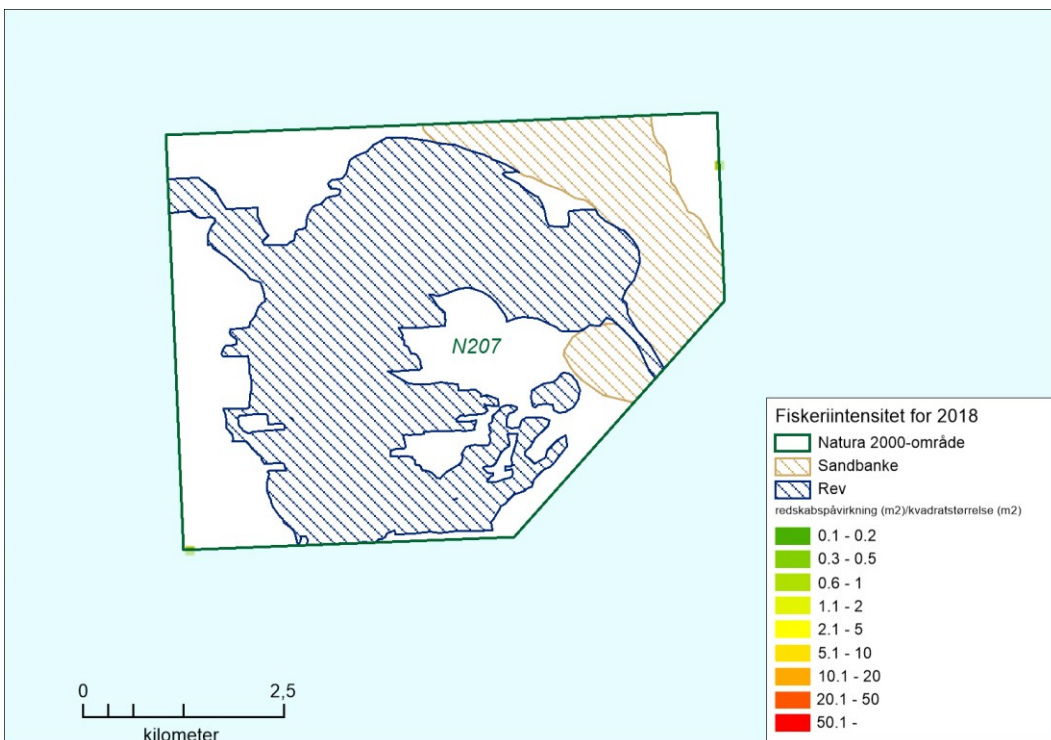 N207
Fiskeriintensitet for 2018
Natura 2000-område
Sandbanke
Rev
redskabspåvirkning (m2)/kvadratstørrelse (m2)
0.1 - 0.2
0.3 - 0.5
0.6 - 1
1.1 - 2
2.1 - 5
5.1 - 10
10.1 - 20
20.1 - 50
50.1 -
0 2,5
kilometer